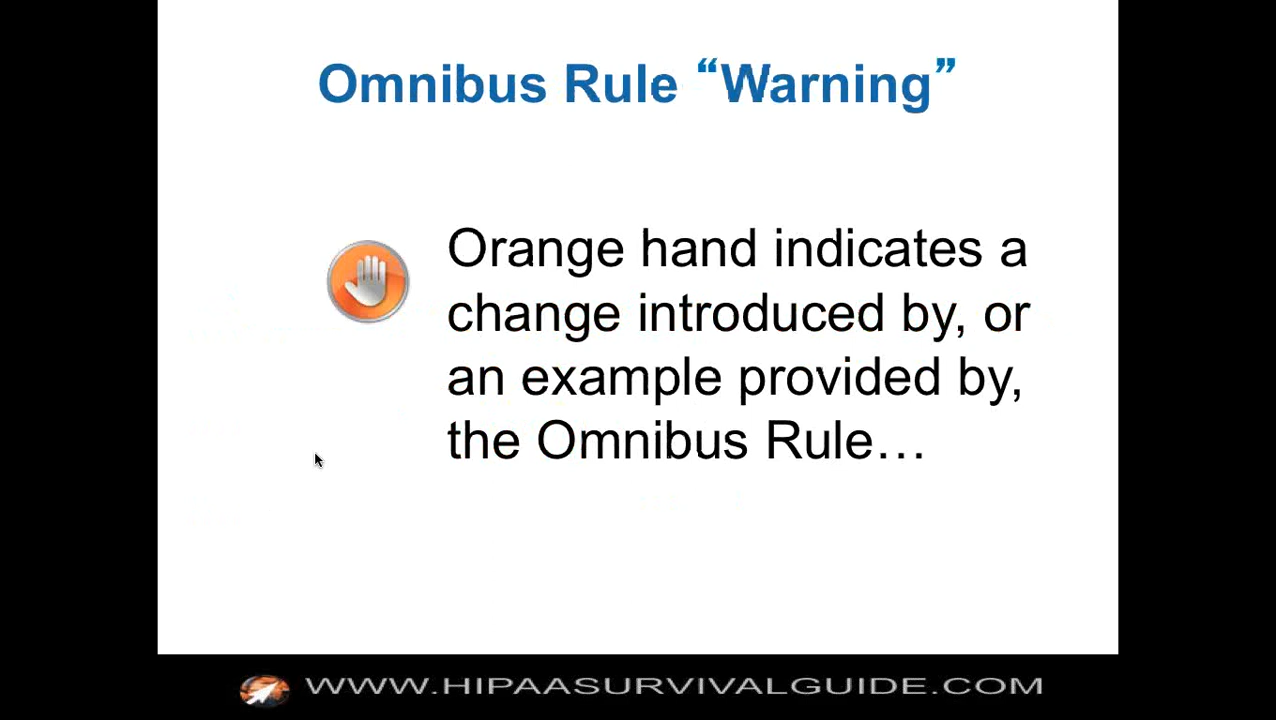 Omnibus Rule “Warning”
Orange hand indicates a
change introduced by, or
an example provided by,
the Omnibus Rule…
WWW.HIPAASURVIVALGUIDE.COM